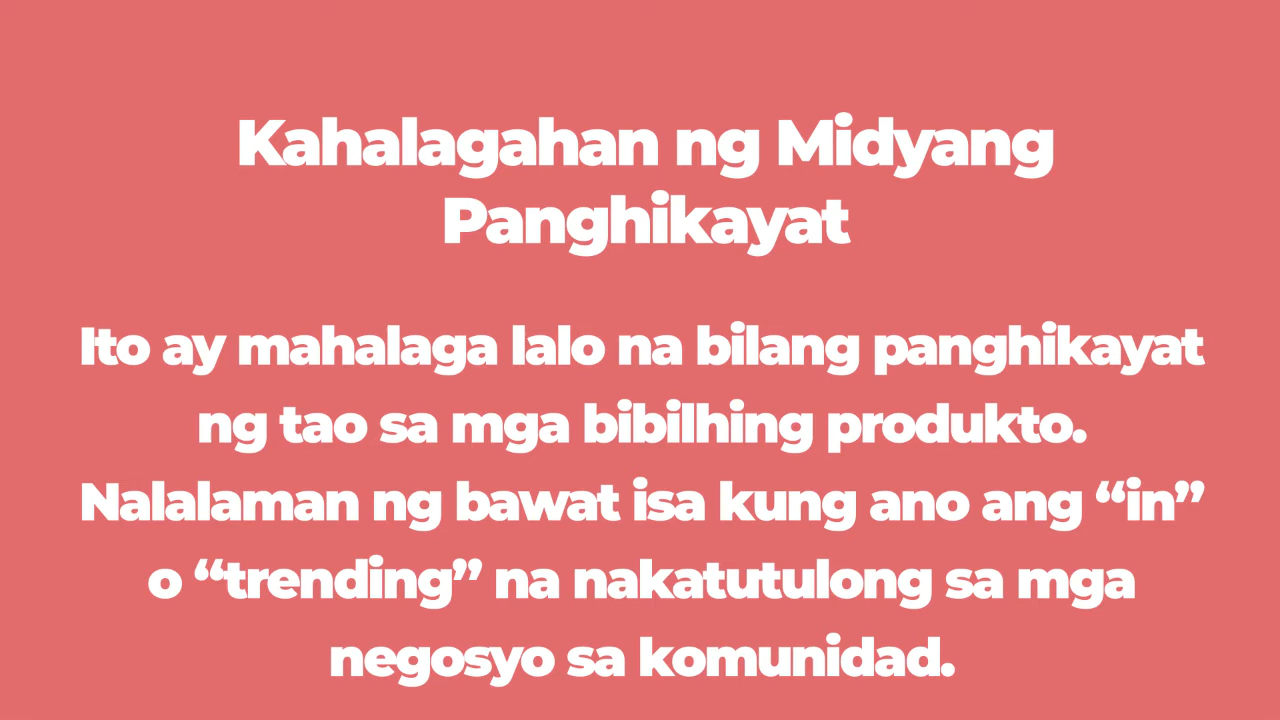 Kahalagahan ng Midyang
Panghikayat
Ito ay mahalaga lalo na bilang panghikayat
ng tao sa mga bibilhing produkto.
Nalalaman ng bawat isa kung ano ang “in”
o “trending” na nakatutulong sa mga
negosyo sa komunidad.